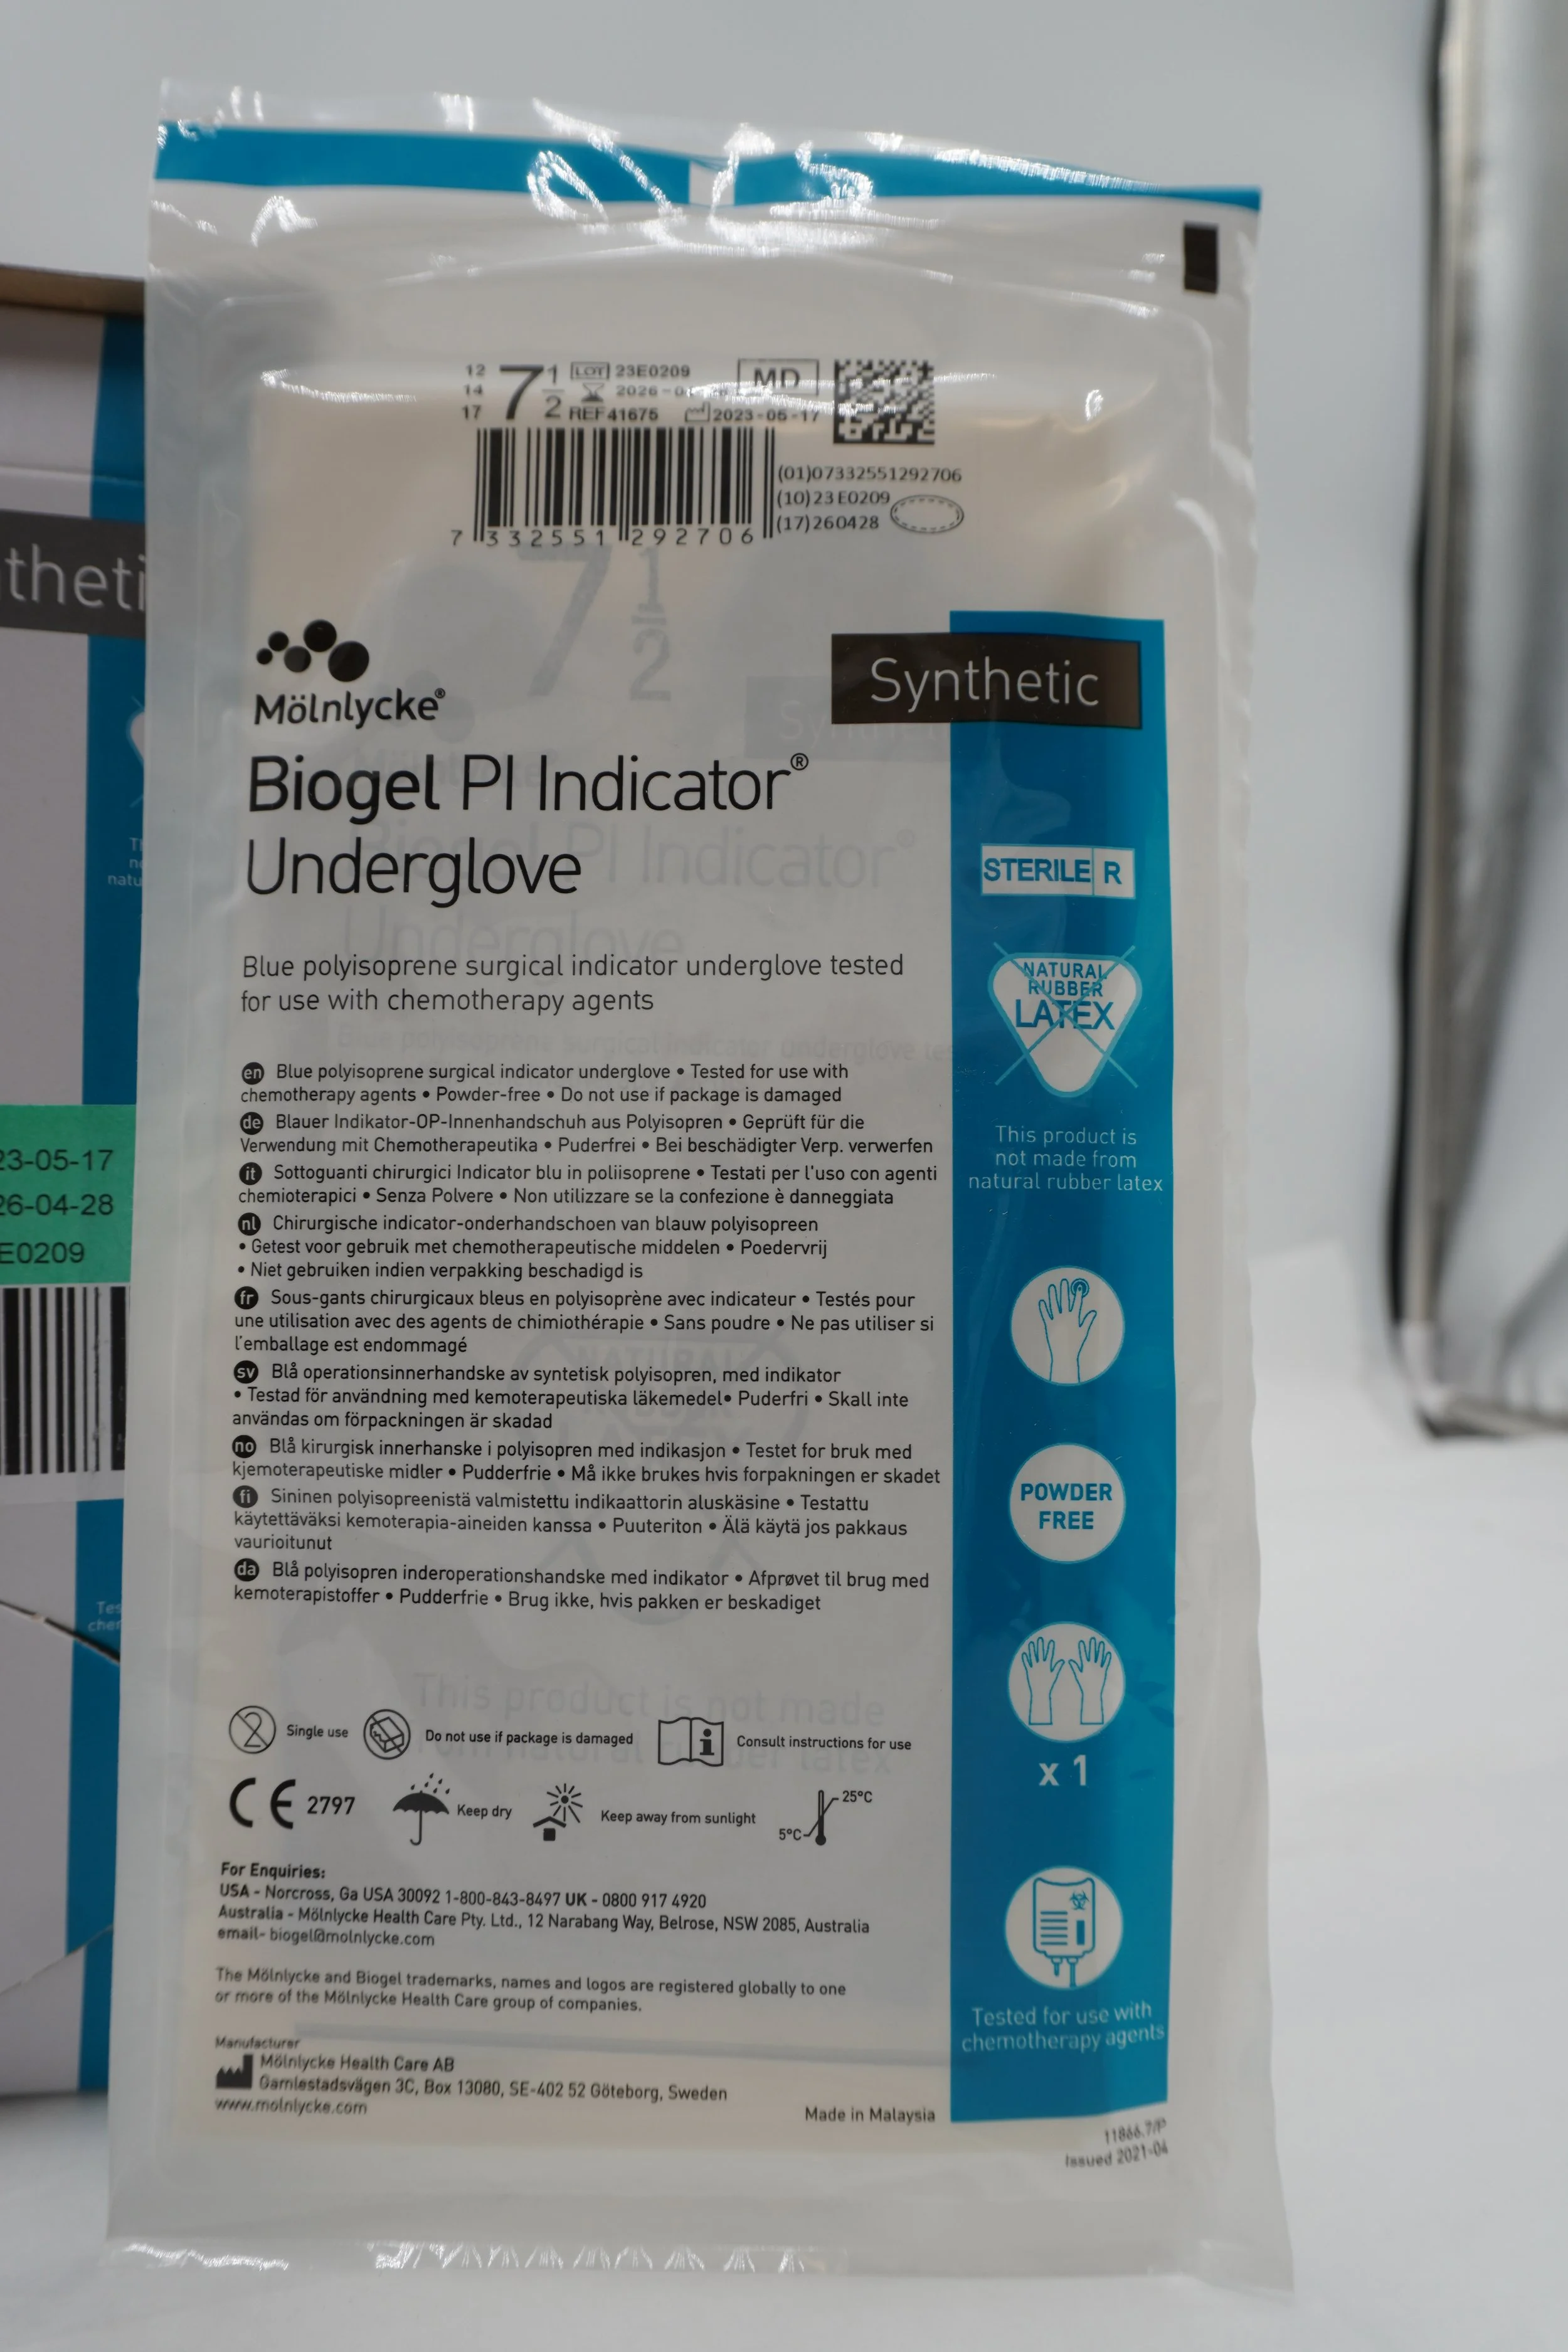 12
14
17
7 1/2
LOT 23E0209
2026-0
REF 41675
2023-05-17
MD
(01)07332551292706
(10)23E0209
(17)260428
7 332551 292706
7 1/2
Mölnlycke®
Synthetic
Biogel PI Indicator®
Underglove
Blue polyisoprene surgical indicator underglove tested
for use with chemotherapy agents
en Blue polyisoprene surgical indicator underglove • Tested for use with
chemotherapy agents • Powder-free • Do not use if package is damaged
de Blauer Indikator-OP-Innenhandschuh aus Polyisopren • Geprüft für die
Verwendung mit Chemotherapeutika • Puderfrei • Bei beschädigter Verp. verwerfen
it Sottoguanti chirurgici Indicator blu in poliisoprene • Testati per l'uso con agenti
chemioterapici • Senza Polvere • Non utilizzare se la confezione è danneggiata
nl Chirurgische indicator-onderhandschoen van blauw polyisopreen
• Getest voor gebruik met chemotherapeutische middelen • Poedervrij
• Niet gebruiken indien verpakking beschadigd is
fr Sous-gants chirurgicaux bleus en polyisoprène avec indicateur • Testés pour
une utilisation avec des agents de chimiothérapie • Sans poudre • Ne pas utiliser si
l'emballage est endommagé
sv Blå operationsinnerhandske av syntetisk polyisopren, med indikator
• Testad för användning med kemoterapeutiska läkemedel• Puderfri • Skall inte
användas om förpackningen är skadad
no Blå kirurgisk innerhanske i polyisopren med indikasjon • Testet for bruk med
kjemoterapeutiske midler • Pudderfrie • Må ikke brukes hvis forpakningen er skadet
fi Sininen polyisopreenistä valmistettu indikaattorin aluskäsine • Testattu
käytettäväksi kemoterapia-aineiden kanssa • Puuteriton • Älä käytä jos pakkaus
vaurioitunut
da Blå polyisopren inderoperationshandske med indikator • Afprøvet til brug med
kemoterapistoffer • Pudderfrie • Brug ikke, hvis pakken er beskadiget
This product is not made
2 Single use
Do not use if package is damaged
i Consult instructions for use
CE 2797
Keep dry
Keep away from sunlight
25°C
5°C
For Enquiries:
USA - Norcross, Ga USA 30092 1-800-843-8497 UK - 0800 917 4920
Australia - Mölnlycke Health Care Pty. Ltd., 12 Narabang Way, Belrose, NSW 2085, Australia
email- biogel@molnlycke.com
The Mölnlycke and Biogel trademarks, names and logos are registered globally to one
or more of the Mölnlycke Health Care group of companies.
Manufacturer
Mölnlycke Health Care AB
Gamlestadsvägen 3C, Box 13080, SE-402 52 Göteborg, Sweden
www.molnlycke.com
Made in Malaysia
STERILE R
NATURAL
RUBBER
LATEX
This product is
not made from
natural rubber latex
POWDER
FREE
x 1
Tested for use with
chemotherapy agents
11866.7/P
Issued 2021-04
theti
natu
23-05-17
26-04-28
E0209
Tes
cher